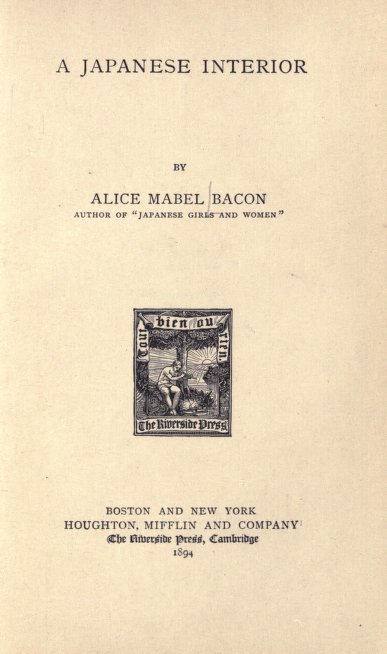 A JAPANESE INTERIOR
BY
ALICE MABEL BACON
AUTHOR OF "JAPANESE GIRLS AND WOMEN"
Tout bien ou rien.
The Riverside Press
BOSTON AND NEW YORK
HOUGHTON, MIFFLIN AND COMPANY
The Riverside Press, Cambridge
1894